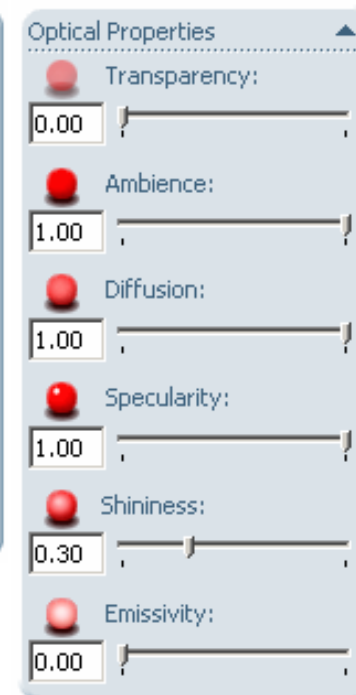 Optical Properties
Transparency:
0.00
Ambience:
1.00
Diffusion:
1.00
Specularity:
1.00
Shininess:
0.30
Emissivity:
0.00